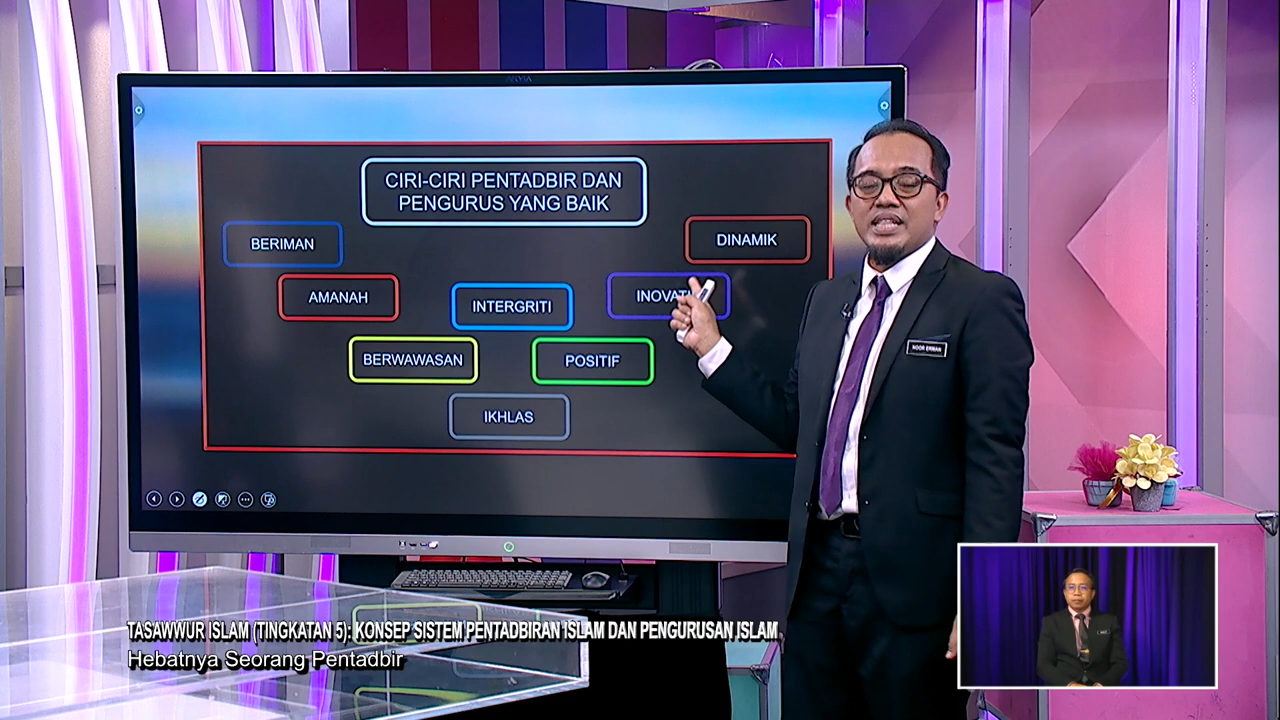 CIRI-CIRI PENTADBIR DAN
PENGURUS YANG BAIK
BERIMAN
DINAMIK
AMANAH
INTERGRITI
INOVATI
BERWAWASAN
POSITIF
IKHLAS
NOOR ERMAN
TASAWWUR ISLAM (TINGKATAN 5): KONSEP SISTEM PENTADBIRAN ISLAM DAN PENGURUSAN ISLAM
Hebatnya Seorang Pentadbir